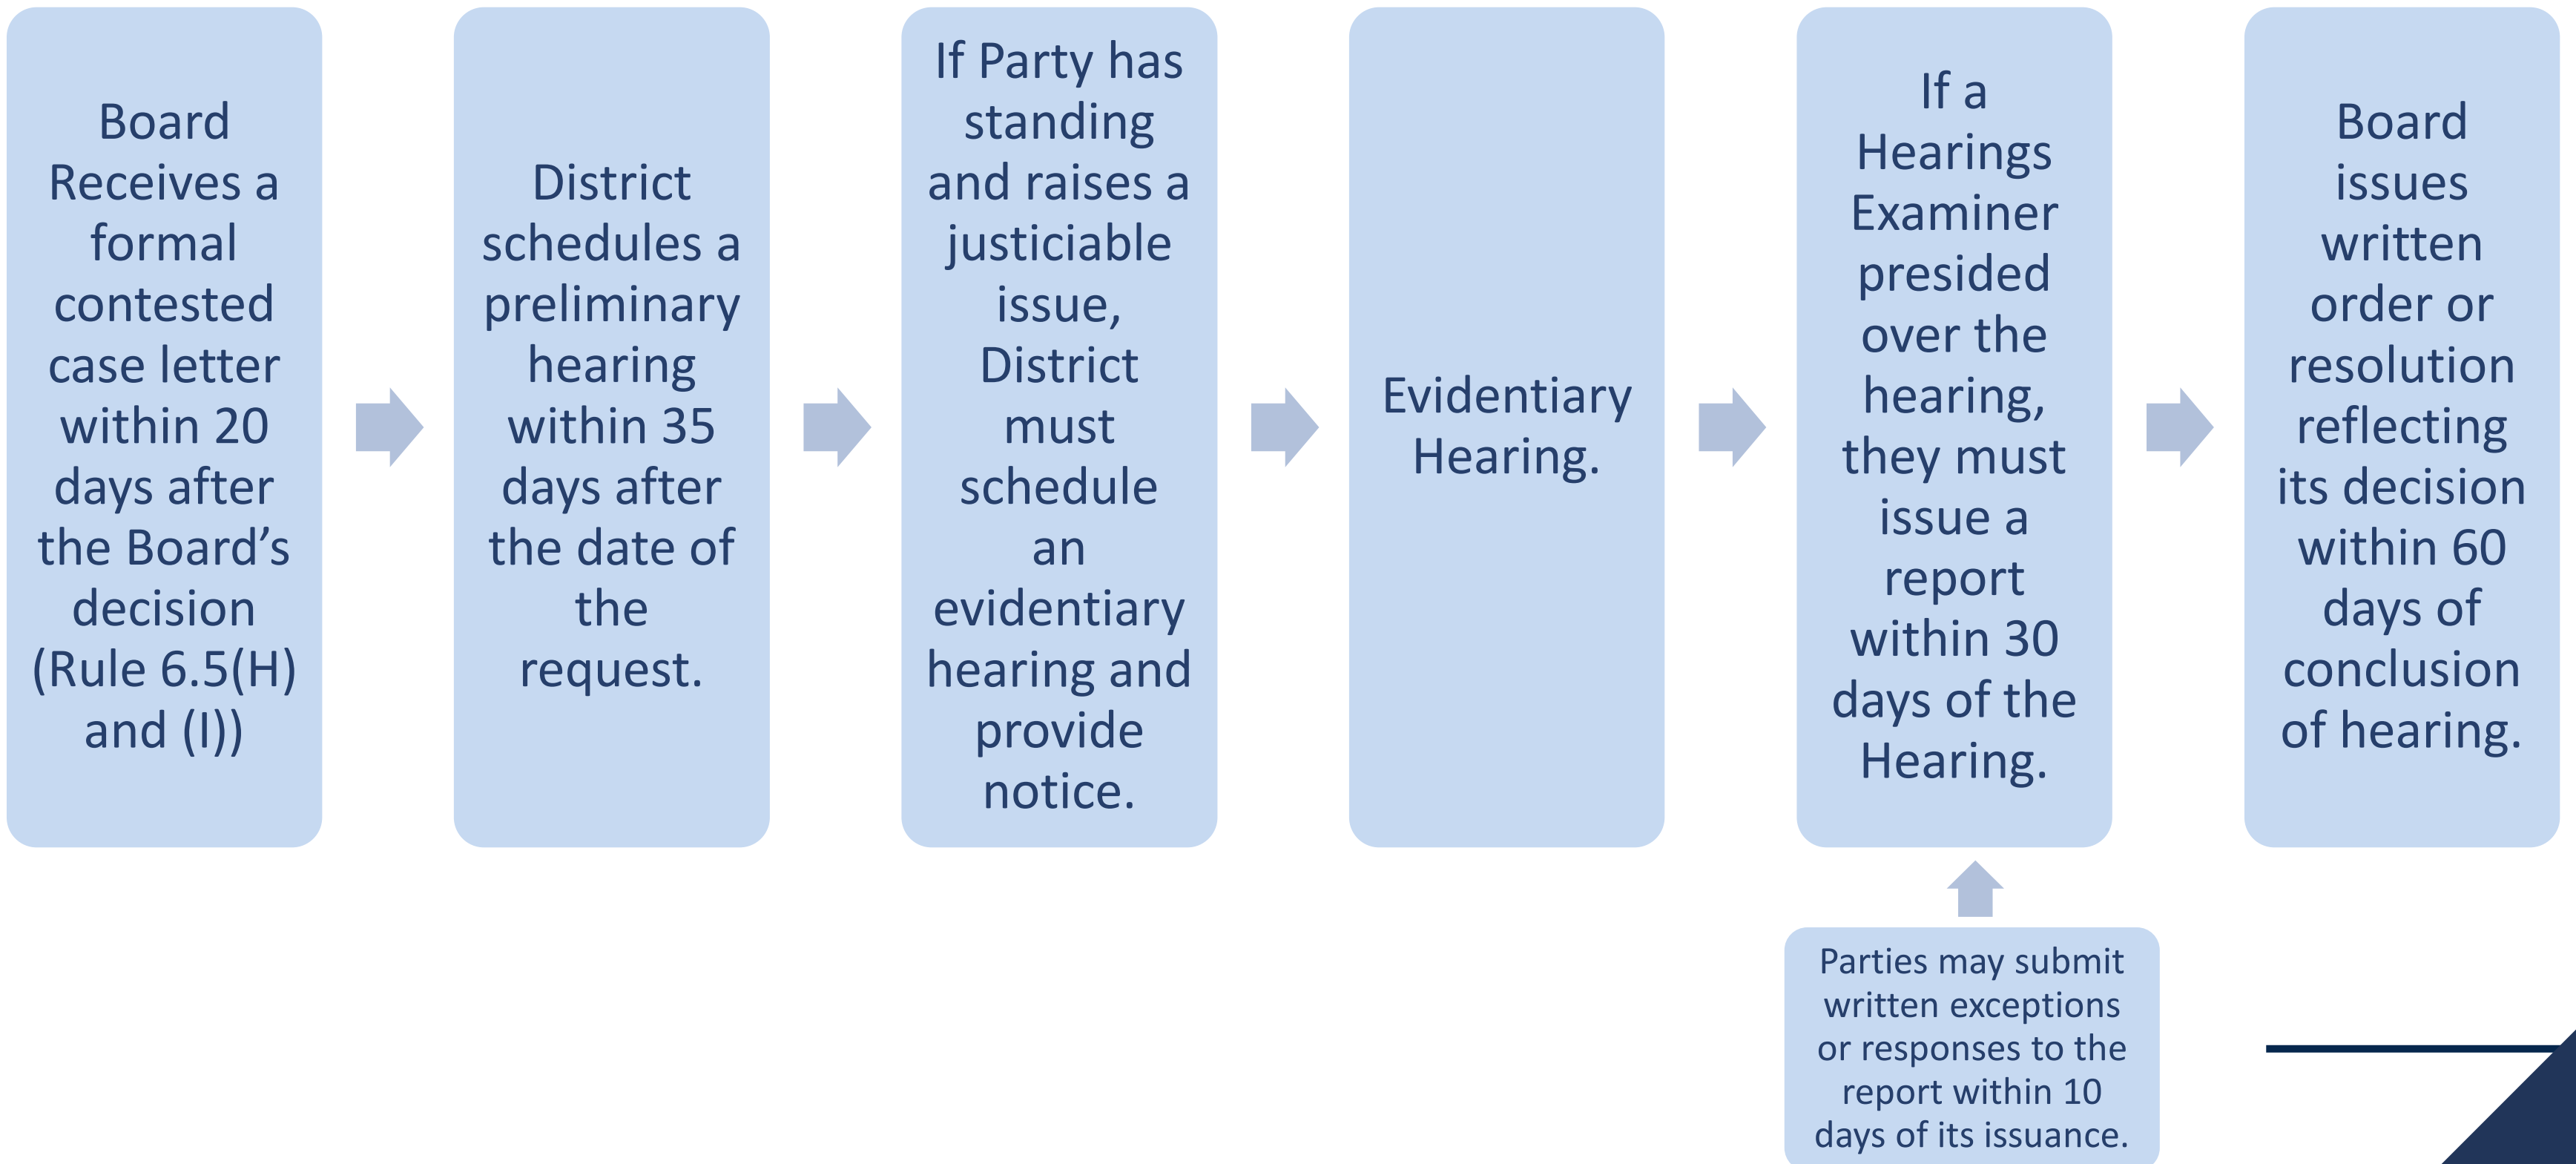 Board
Receives a
formal
contested
case letter
within 20
days after
the Board’s
decision
(Rule 6.5(H)
and (I))
District
schedules a
preliminary
hearing
within 35
days after
the date of
the
request.
If Party has
standing
and raises a
justiciable
issue,
District
must
schedule
an
evidentiary
hearing and
provide
notice.
Evidentiary
Hearing.
If a
Hearings
Examiner
presided
over the
hearing,
they must
issue a
report
within 30
days of the
Hearing.
Parties may submit
written exceptions
or responses to the
report within 10
days of its issuance.
Board
issues
written
order or
resolution
reflecting
its decision
within 60
days of
conclusion
of hearing.